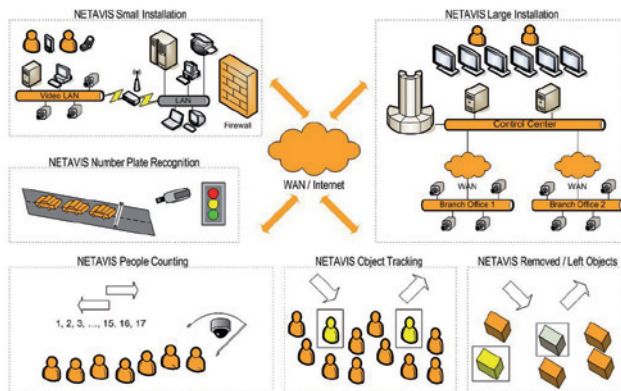 NETAVIS Small Installation
Video LAN
LAN
Firewall
NETAVIS Large Installation
Control Center
WAN
WAN
Branch Office 1
Branch Office 2
WAN / Internet
NETAVIS Number Plate Recognition
NETAVIS People Counting
1, 2, 3, ..., 15, 16, 17
NETAVIS Object Tracking
NETAVIS Removed / Left Objects